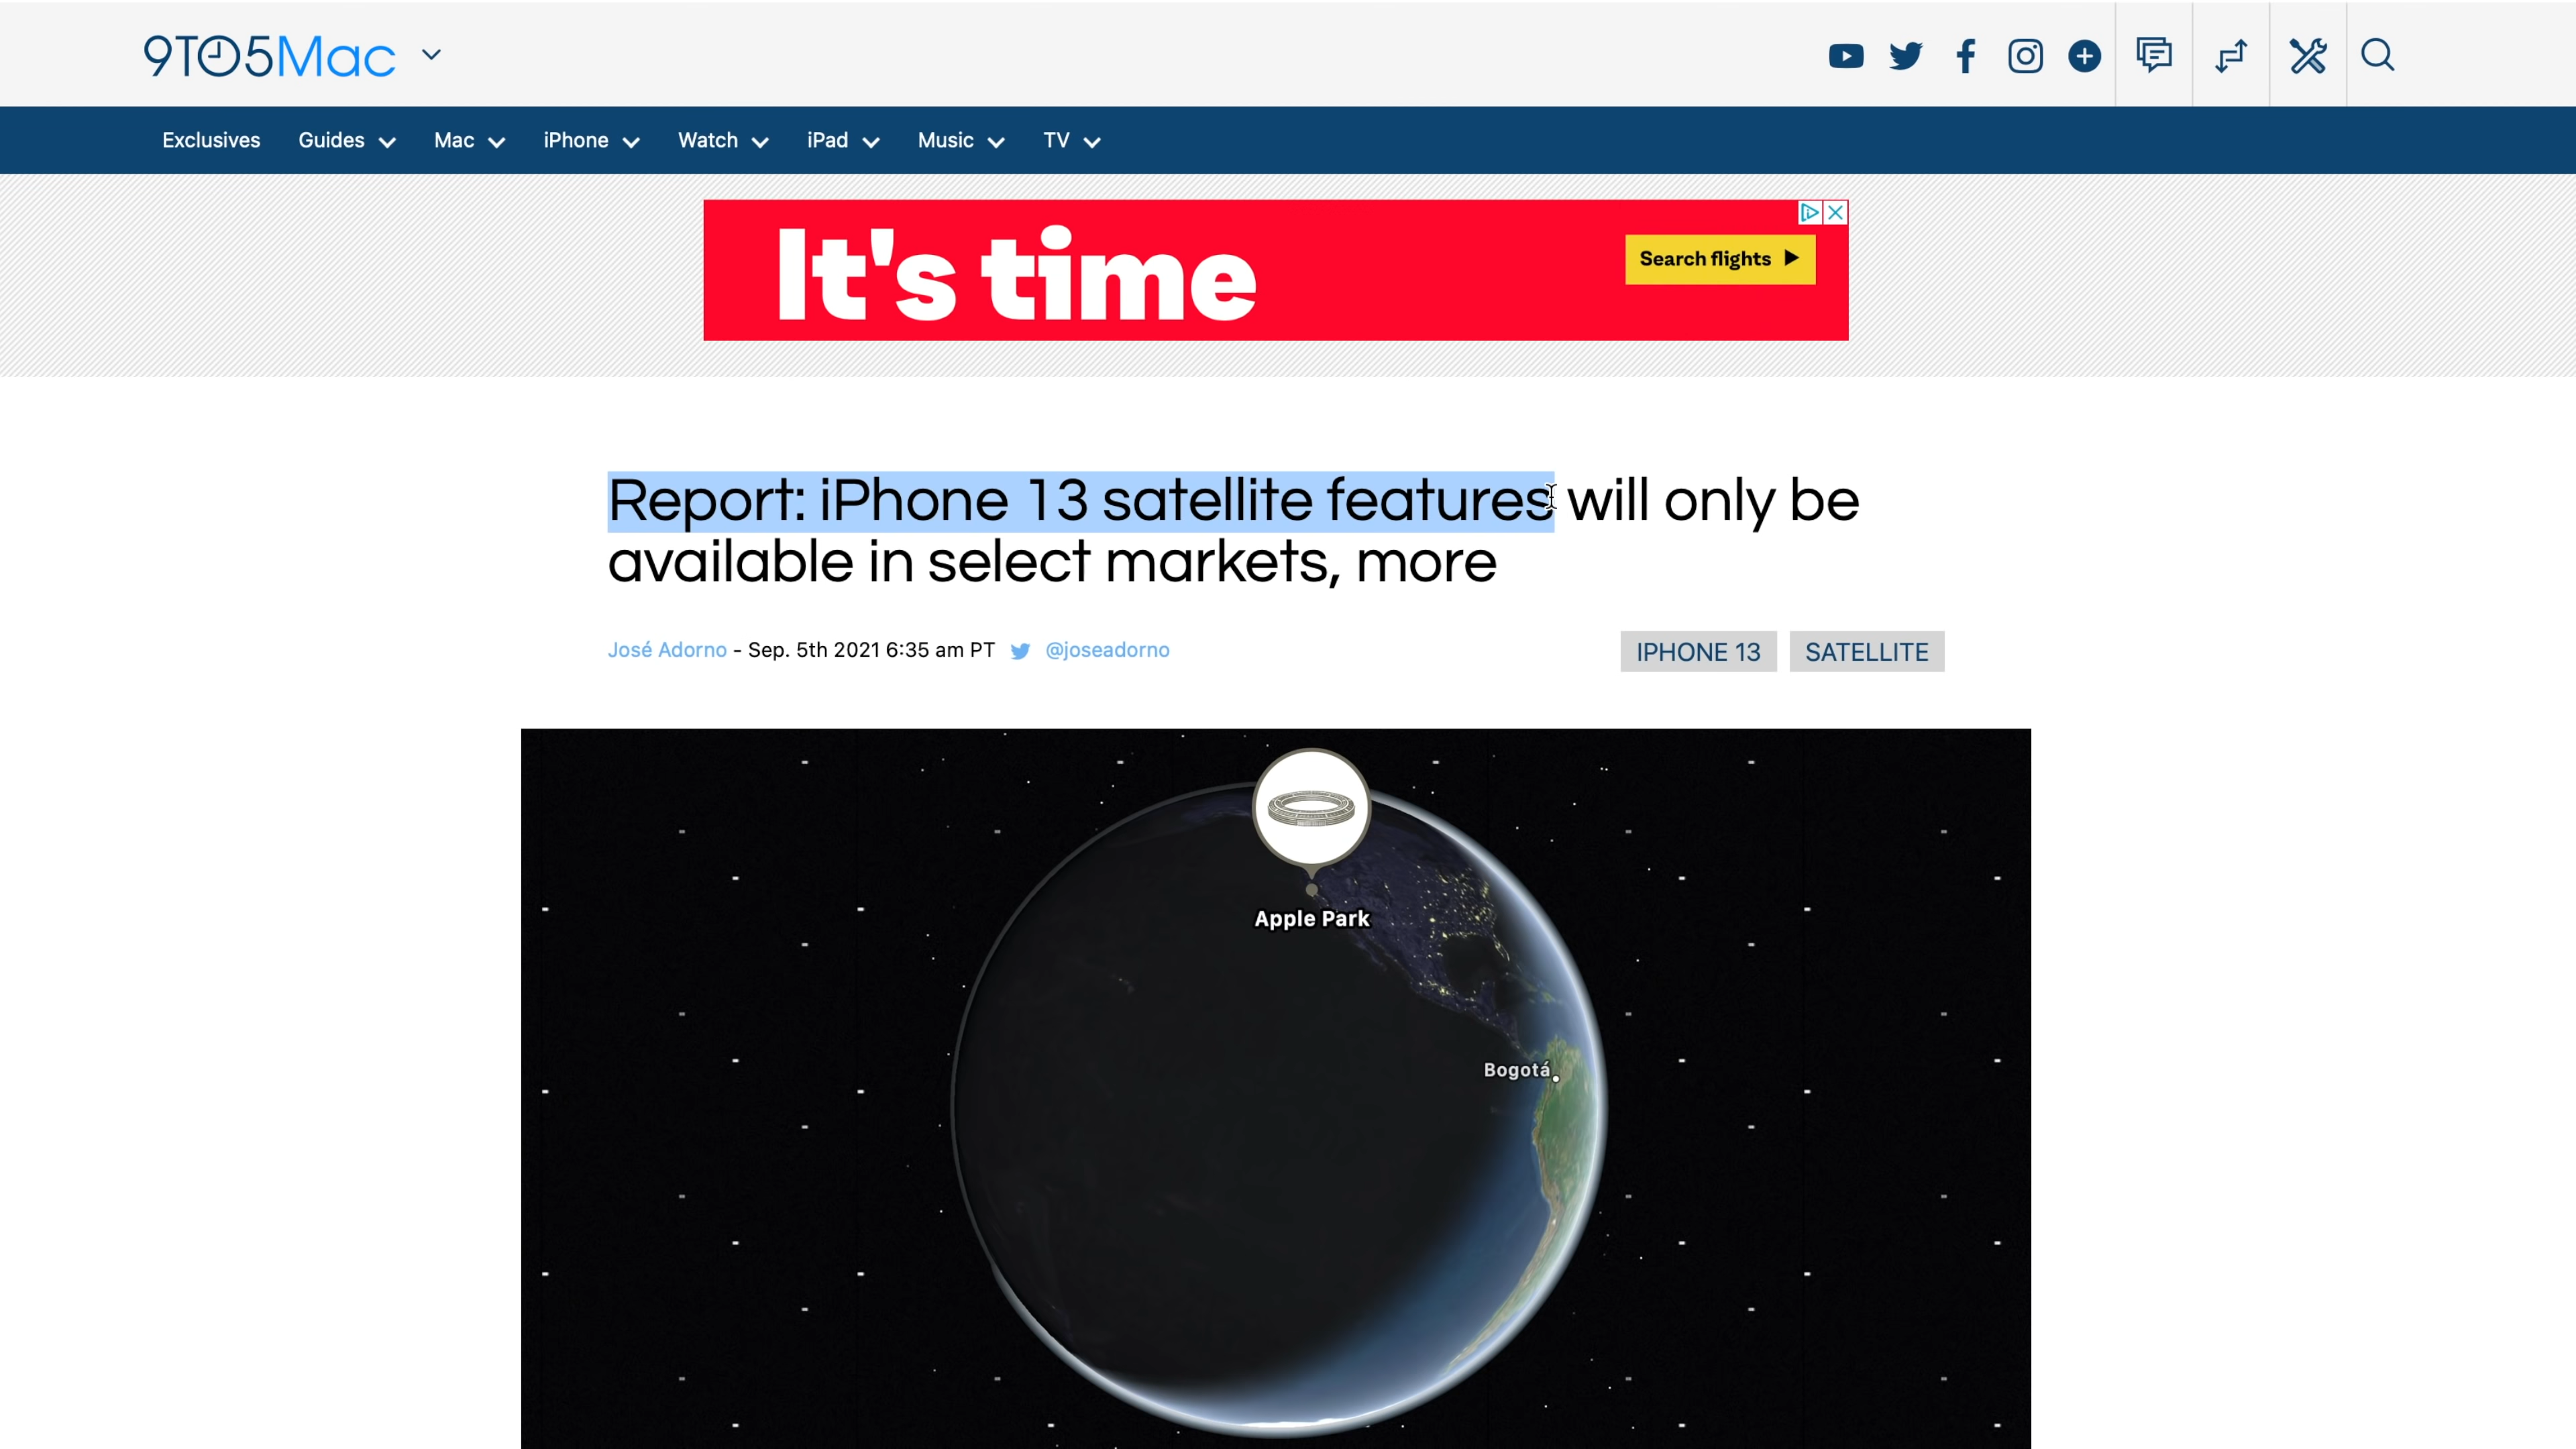 9TO5Mac
Exclusives Guides Mac iPhone Watch iPad Music TV
It's time
Search flights
Report: iPhone 13 satellite features will only be
available in select markets, more
José Adorno - Sep. 5th 2021 6:35 am PT @joseadorno
IPHONE 13 SATELLITE
Apple Park
Bogotá